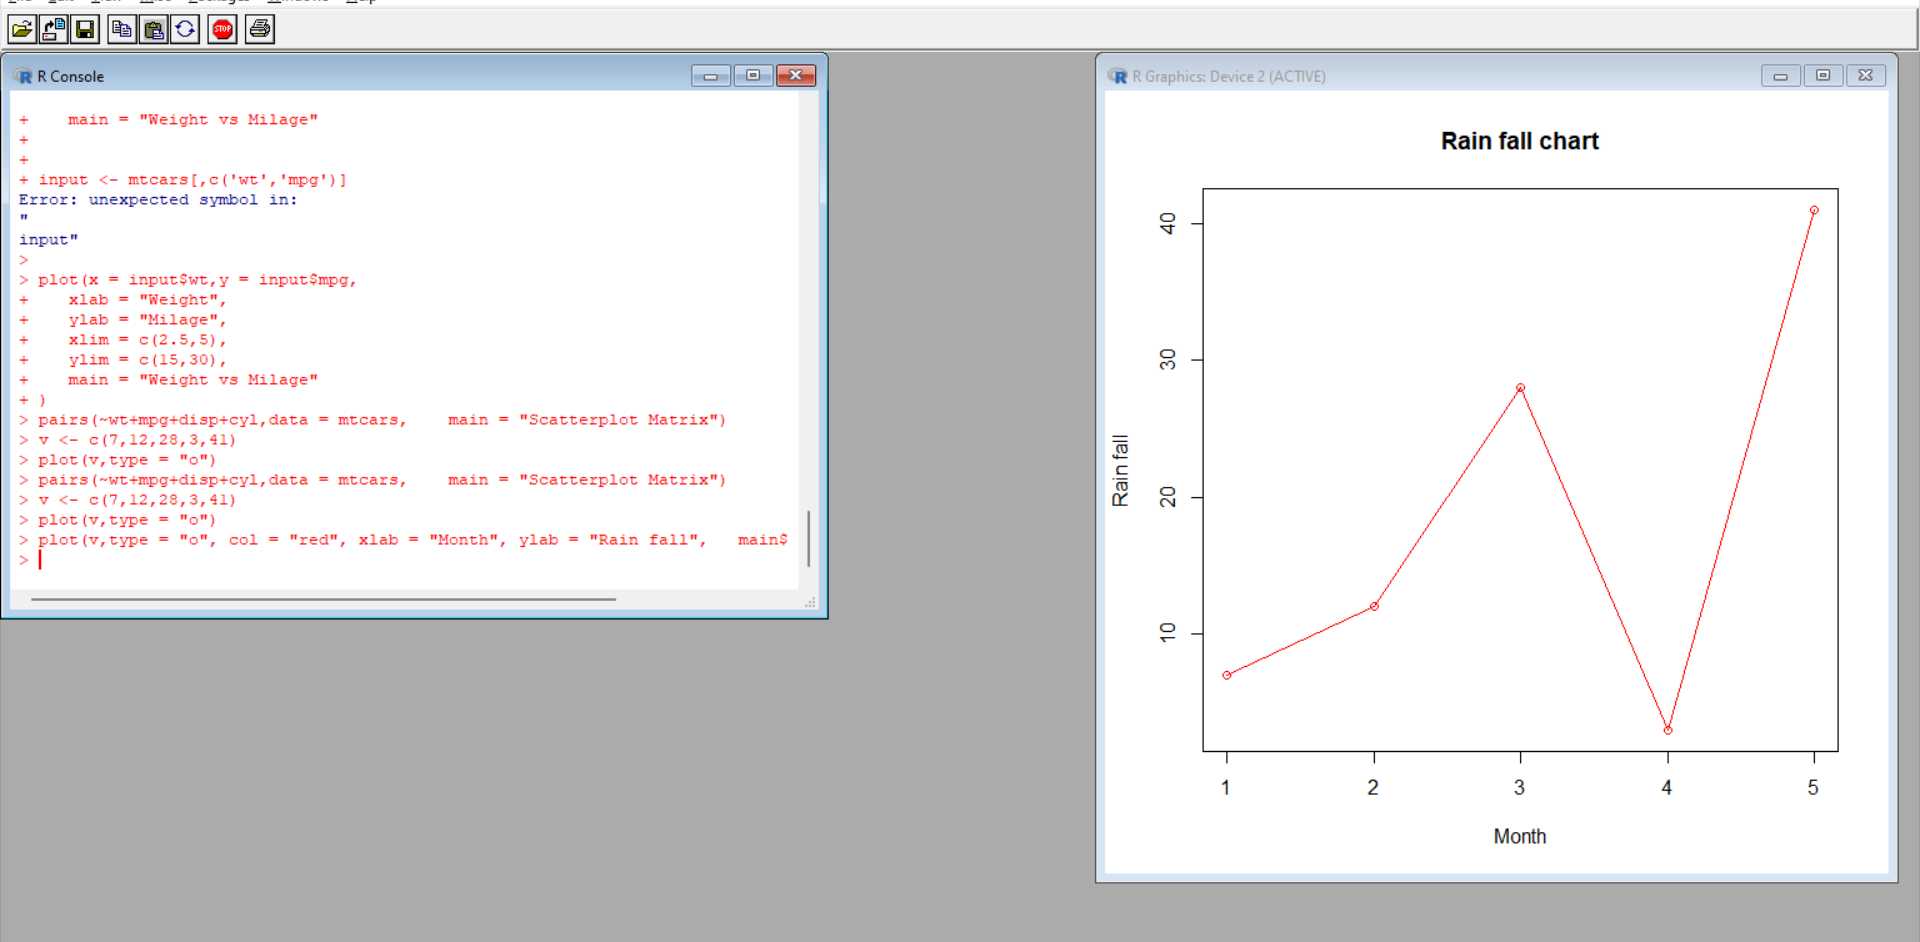 R Console
+    main = "Weight vs Milage"
+
+
+ input <- mtcars[,c('wt','mpg')]
Error: unexpected symbol in:
"
input"
>
> plot(x = input$wt,y = input$mpg,
+    xlab = "Weight",
+    ylab = "Milage",
+    xlim = c(2.5,5),
+    ylim = c(15,30),
+    main = "Weight vs Milage"
+ )
> pairs(~wt+mpg+disp+cyl,data = mtcars,    main = "Scatterplot Matrix")
> v <- c(7,12,28,3,41)
> plot(v,type = "o")
> pairs(~wt+mpg+disp+cyl,data = mtcars,    main = "Scatterplot Matrix")
> v <- c(7,12,28,3,41)
> plot(v,type = "o")
> plot(v,type = "o", col = "red", xlab = "Month", ylab = "Rain fall",   main$
>
STOP
R Graphics: Device 2 (ACTIVE)
Rain fall chart
Rain fall
40
30
20
10
1 2 3 4 5
Month